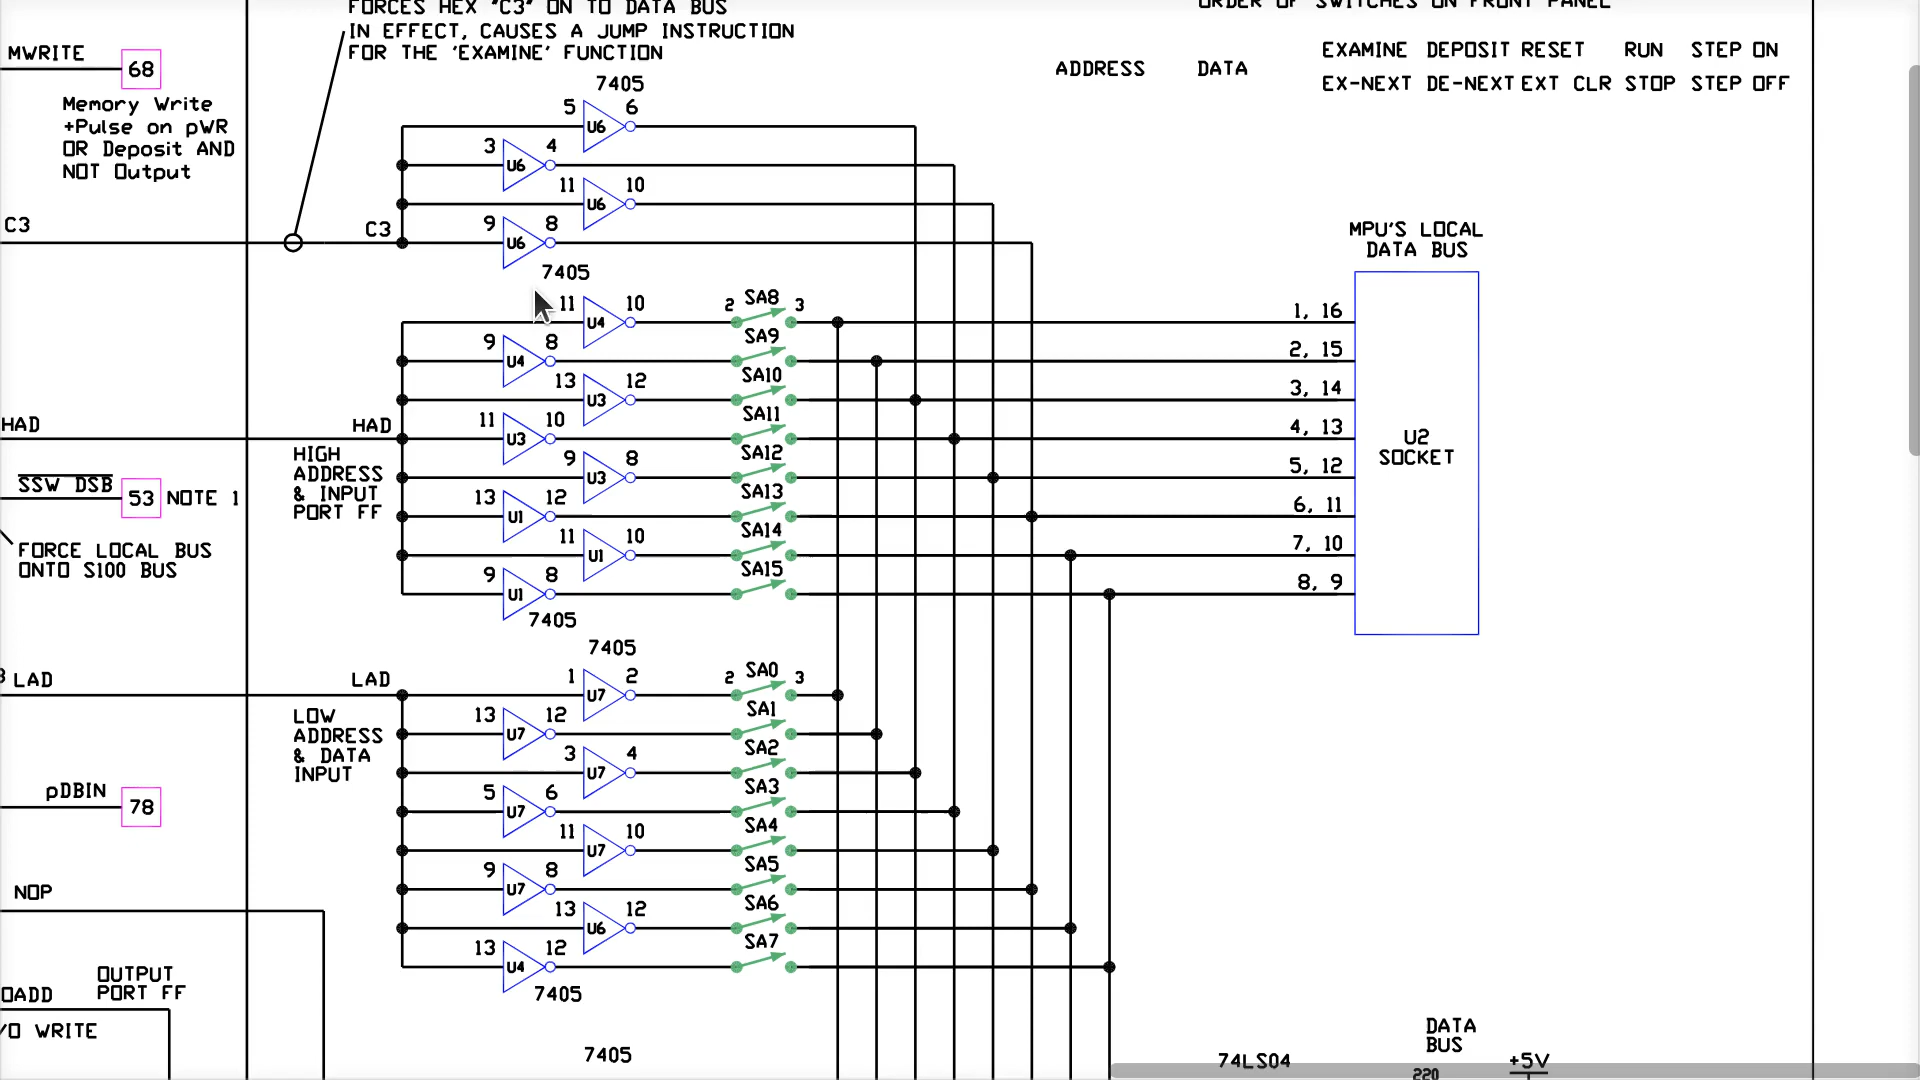 FORCES HEX "C3" ON TO DATA BUS
IN EFFECT, CAUSES A JUMP INSTRUCTION
FOR THE 'EXAMINE' FUNCTION
ORDER OF SWITCHES ON FRONT PANEL
ADDRESS DATA
EXAMINE DEPOSIT RESET RUN STEP ON
EX-NEXT DE-NEXT EXT CLR STOP STEP OFF
MWRITE 68
Memory Write
+Pulse on pWR
OR Deposit AND
NOT Output
C3
C3
7405
5 U6 6
3 U6 4
11 U6 10
9 U6 8
7405
HAD
HAD
HIGH
ADDRESS
& INPUT
PORT FF
SSW DSB 53 NOTE 1
FORCE LOCAL BUS
ONTO S100 BUS
11 U4 10 2 SA8 3
9 U4 8 SA9
13 U3 12 SA10
11 U3 10 SA11
9 U3 8 SA12
13 U1 12 SA13
11 U1 10 SA14
9 U1 8 SA15
7405
MPU'S LOCAL
DATA BUS
1, 16
2, 15
3, 14
4, 13
5, 12
6, 11
7, 10
8, 9
U2
SOCKET
7405
LAD
LAD
LOW
ADDRESS
& DATA
INPUT
1 U7 2 2 SA0 3
13 U7 12 SA1
3 U7 4 SA2
5 U7 6 SA3
11 U7 10 SA4
9 U7 8 SA5
13 U6 12 SA6
13 U4 12 SA7
7405
pDBIN 78
NOP
OUTPUT
PORT FF
OADD
/O WRITE
7405
74LS04
DATA
BUS
220
+5V